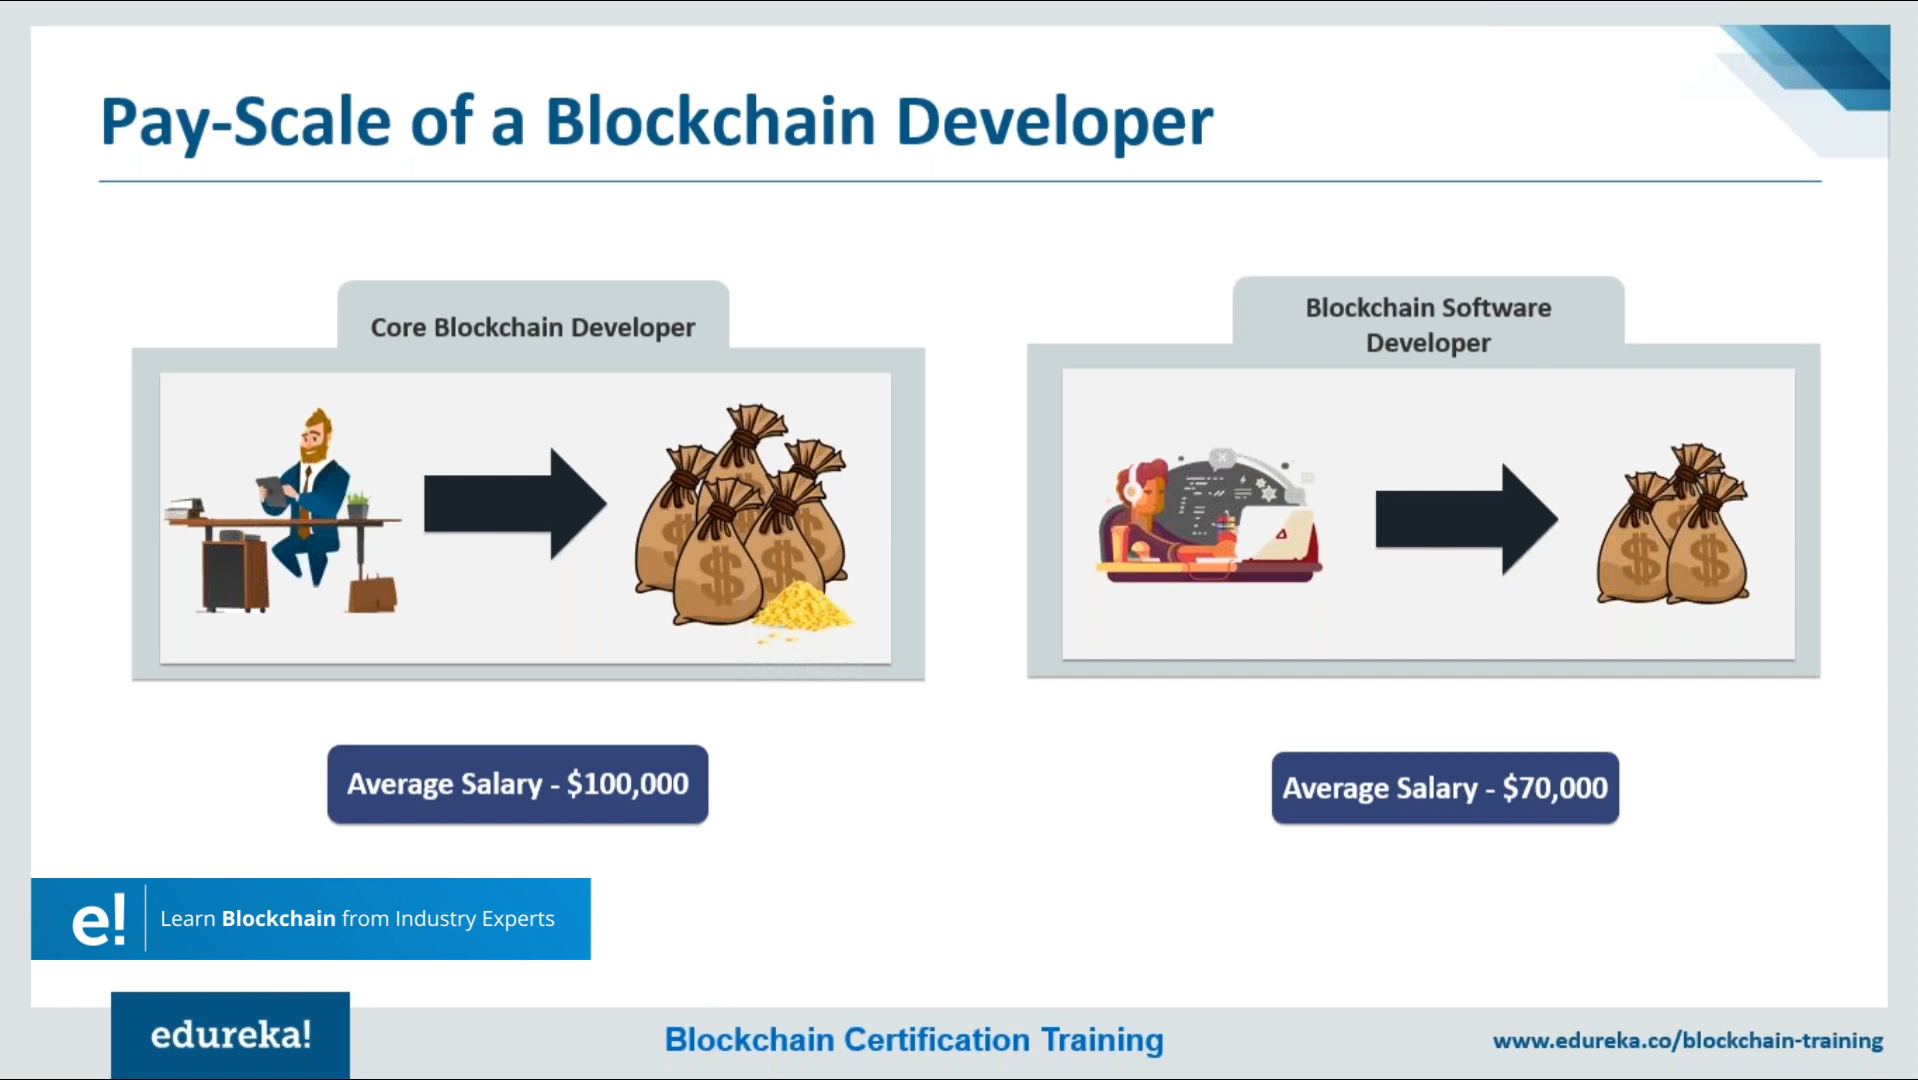 Pay-Scale of a Blockchain Developer
Core Blockchain Developer
Blockchain Software
Developer
Average Salary - $100,000
Average Salary - $70,000
e! Learn Blockchain from Industry Experts
edureka!
Blockchain Certification Training
www.edureka.co/blockchain-training